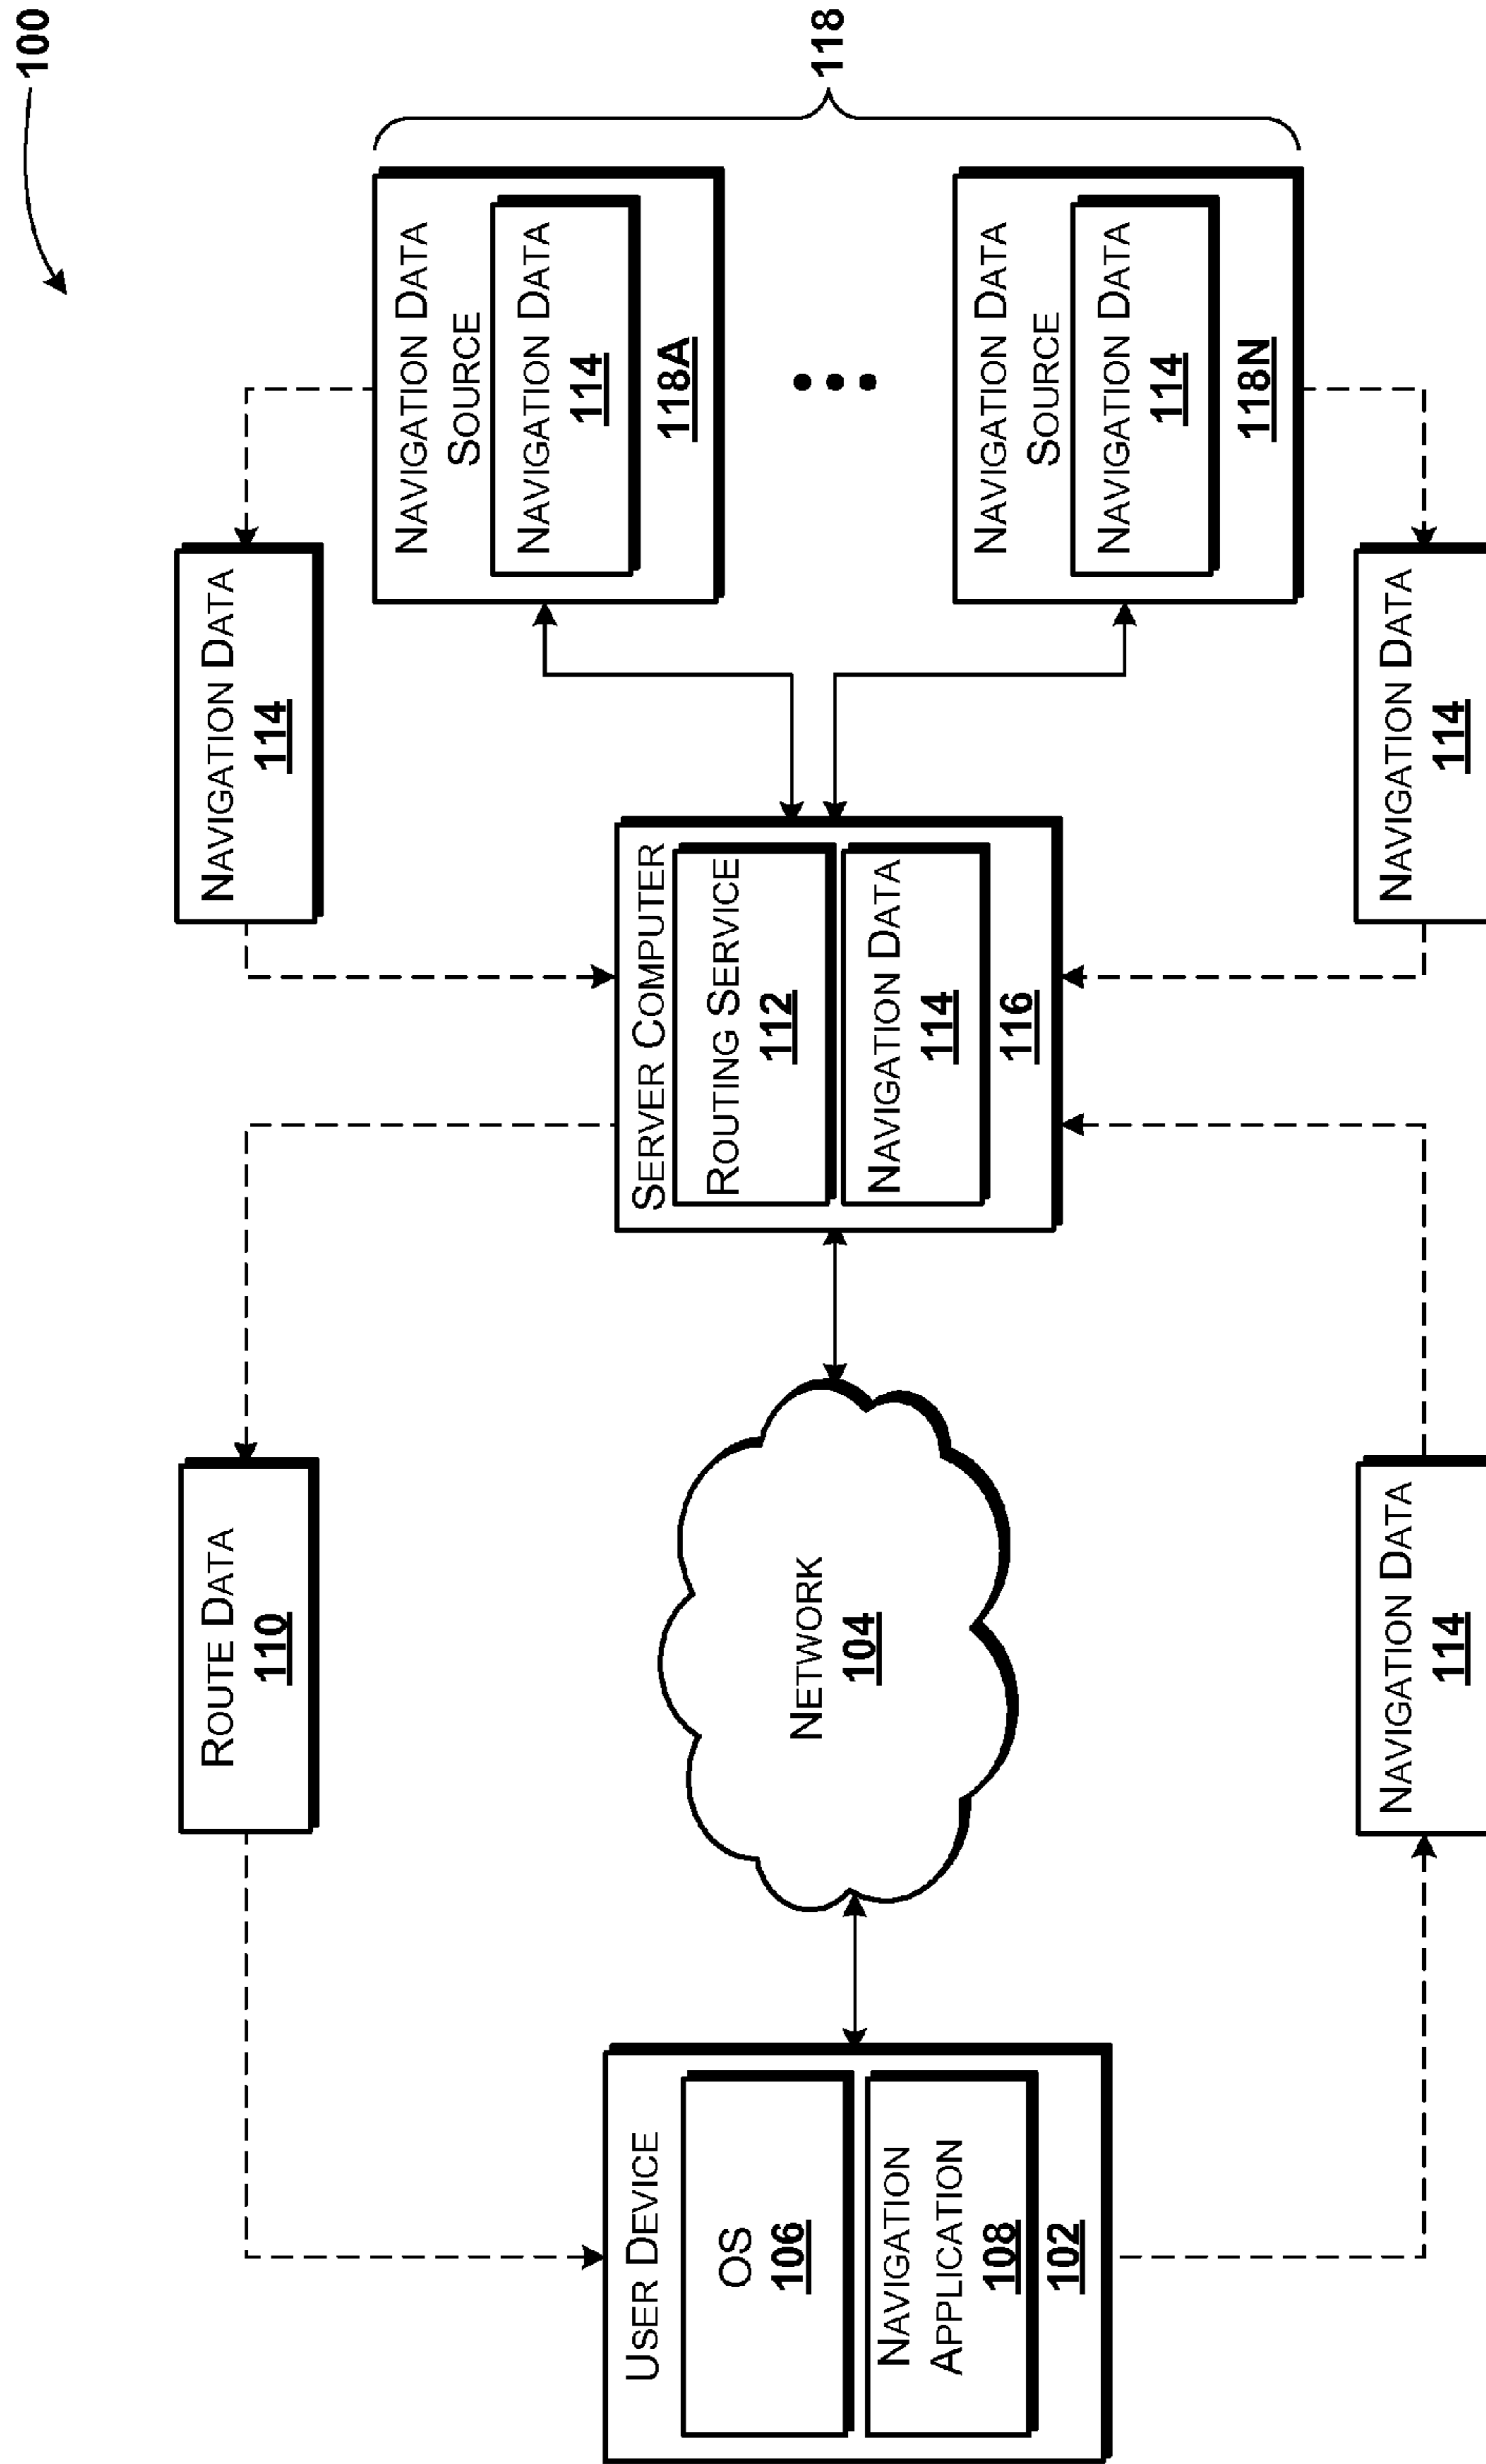 100
ROUTE DATA
110
NAVIGATION DATA
114
USER DEVICE
OS
106
NAVIGATION
APPLICATION
108
102
NETWORK
104
SERVER COMPUTER
ROUTING SERVICE
112
NAVIGATION DATA
114
116
NAVIGATION DATA
SOURCE
NAVIGATION DATA
114
118A
NAVIGATION DATA
SOURCE
NAVIGATION DATA
114
118N
118
NAVIGATION DATA
114
NAVIGATION DATA
114